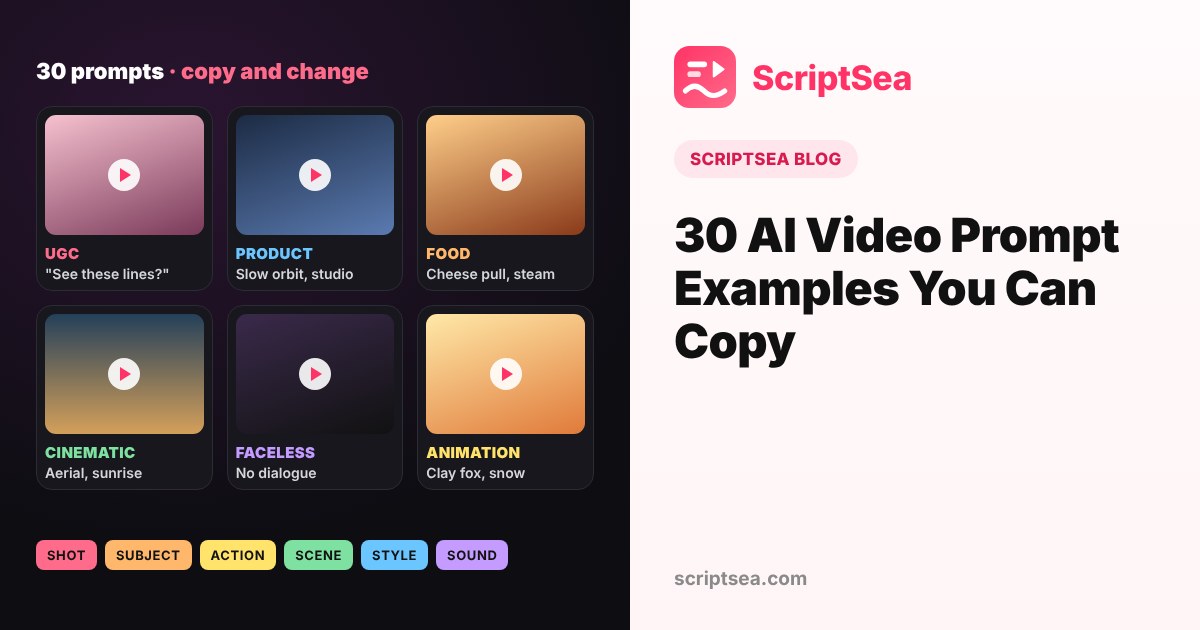 30 prompts · copy and change
UGC
"See these lines?"
PRODUCT
Slow orbit, studio
FOOD
Cheese pull, steam
CINEMATIC
Aerial, sunrise
FACELESS
No dialogue
ANIMATION
Clay fox, snow
SHOT
SUBJECT
ACTION
SCENE
STYLE
SOUND
ScriptSea
SCRIPTSEA BLOG
30 AI Video Prompt
Examples You Can
Copy
scriptsea.com